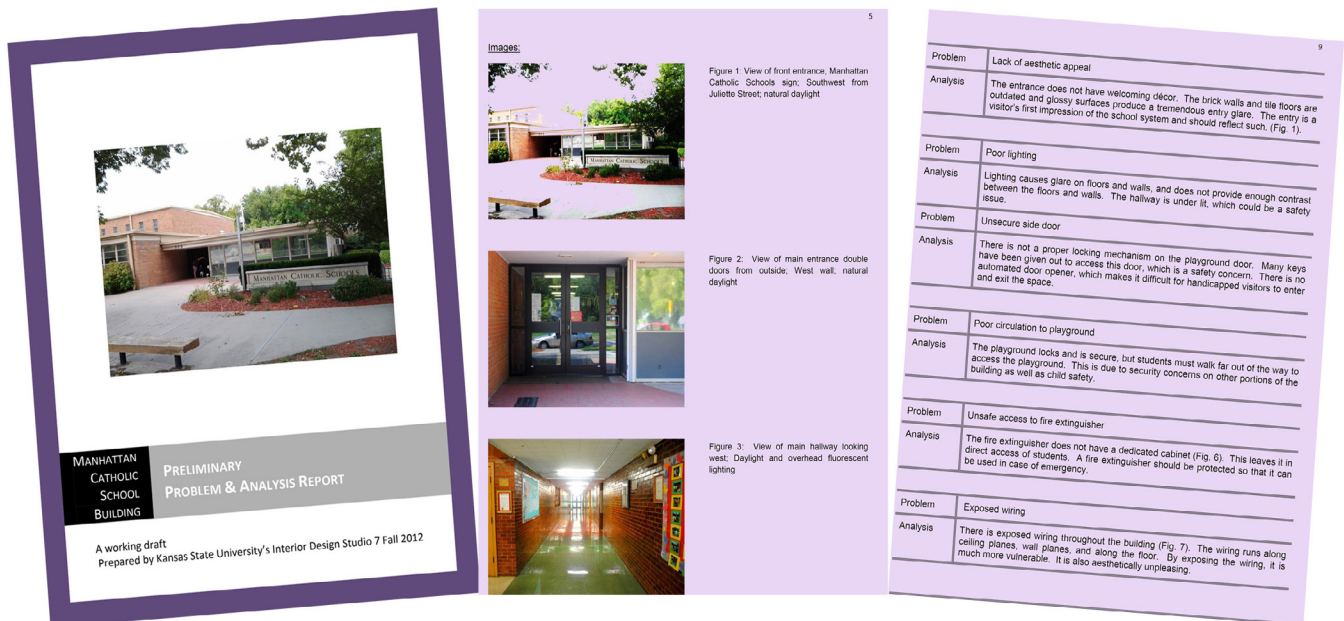 MANHATTAN CATHOLIC SCHOOLS
MANHATTAN
CATHOLIC
SCHOOL
BUILDING
PRELIMINARY
PROBLEM & ANALYSIS REPORT
A working draft
Prepared by Kansas State University's Interior Design Studio 7 Fall 2012
5
Images:
MANHATTAN CATHOLIC SCHOOLS
Figure 1: View of front entrance, Manhattan
Catholic Schools sign; Southwest from
Juliette Street; natural daylight
Figure 2: View of main entrance double
doors from outside; West wall; natural
daylight
Figure 3: View of main hallway looking
west; Daylight and overhead fluorescent
lighting
9
Problem
Lack of aesthetic appeal
Analysis
The entrance does not have welcoming décor. The brick walls and tile floors are
outdated and glossy surfaces produce a tremendous entry glare. The entry is a
visitor's first impression of the school system and should reflect such. (Fig. 1).
Problem
Poor lighting
Analysis
Lighting causes glare on floors and walls, and does not provide enough contrast
between the floors and walls. The hallway is under lit, which could be a safety
issue.
Problem
Unsecure side door
Analysis
There is not a proper locking mechanism on the playground door. Many keys
have been given out to access this door, which is a safety concern. There is no
automated door opener, which makes it difficult for handicapped visitors to enter
and exit the space.
Problem
Poor circulation to playground
Analysis
The playground locks and is secure, but students must walk far out of the way to
access the playground. This is due to security concerns on other portions of the
building as well as child safety.
Problem
Unsafe access to fire extinguisher
Analysis
The fire extinguisher does not have a dedicated cabinet (Fig. 6). This leaves it in
direct access of students. A fire extinguisher should be protected so that it can
be used in case of emergency.
Problem
Exposed wiring
Analysis
There is exposed wiring throughout the building (Fig. 7). The wiring runs along
ceiling planes, wall planes, and along the floor. By exposing the wiring, it is
much more vulnerable. It is also aesthetically unpleasing.